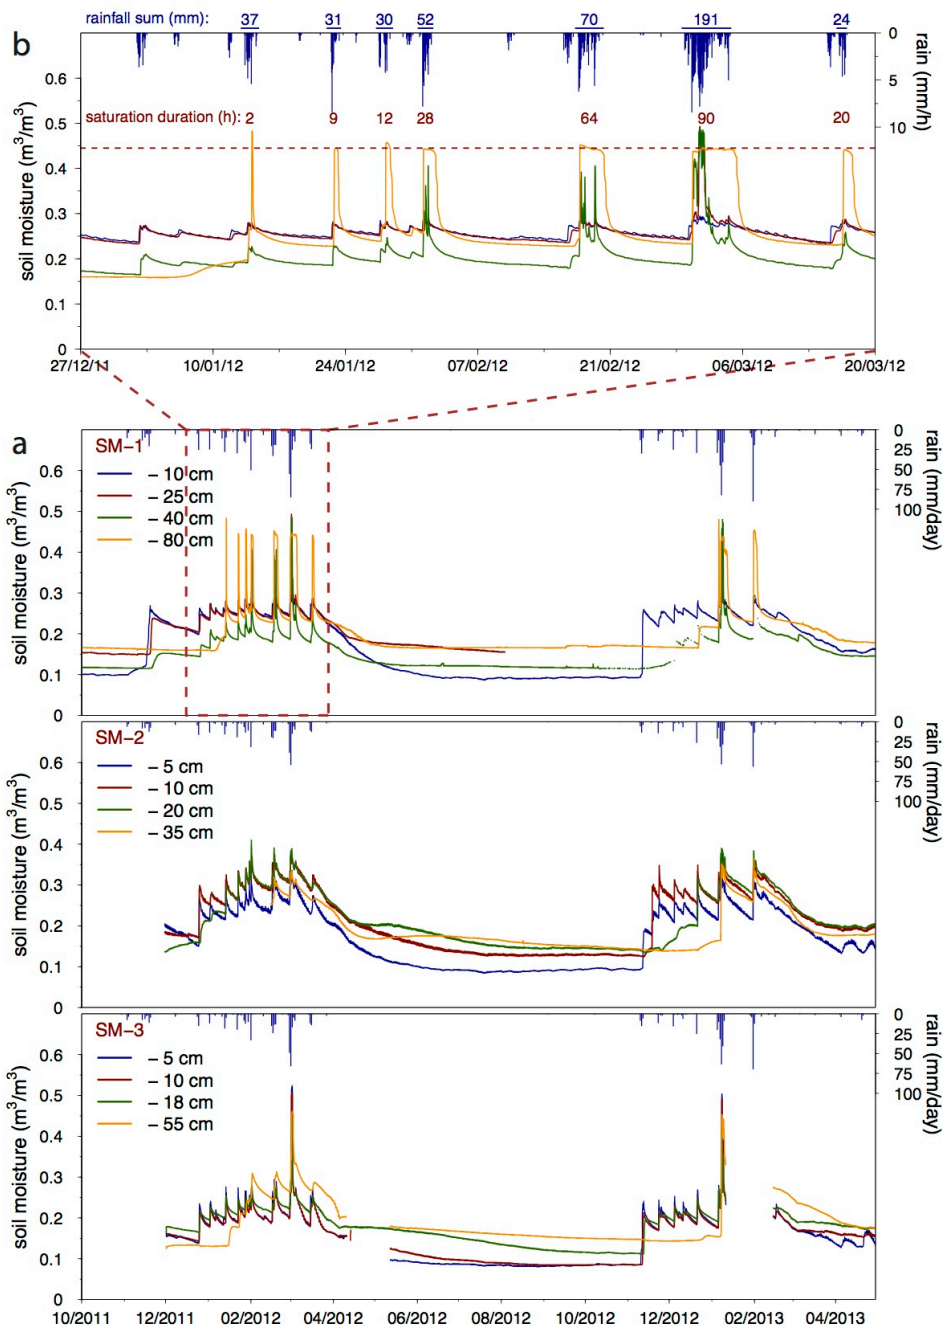 rainfall sum (mm): 37 31 30 52 70 191 24
b
0
0.6
5
saturation duration (h): 2 9 12 28 64 90 20
0.5
10
0.4
0.3
0.2
0.1
0
soil moisture (m³/m³)
rain (mm/h)
27/12/11 10/01/12 24/01/12 07/02/12 21/02/12 06/03/12 20/03/12
a
SM–1
– 10 cm
– 25 cm
– 40 cm
– 80 cm
0.6
0.5
0.4
0.3
0.2
0.1
0
soil moisture (m³/m³)
0
25
50
75
100
rain (mm/day)
SM–2
– 5 cm
– 10 cm
– 20 cm
– 35 cm
0.6
0.5
0.4
0.3
0.2
0.1
0
soil moisture (m³/m³)
0
25
50
75
100
rain (mm/day)
SM–3
– 5 cm
– 10 cm
– 18 cm
– 55 cm
0.6
0.5
0.4
0.3
0.2
0.1
0
soil moisture (m³/m³)
0
25
50
75
100
rain (mm/day)
10/2011 12/2011 02/2012 04/2012 06/2012 08/2012 10/2012 12/2012 02/2013 04/2013